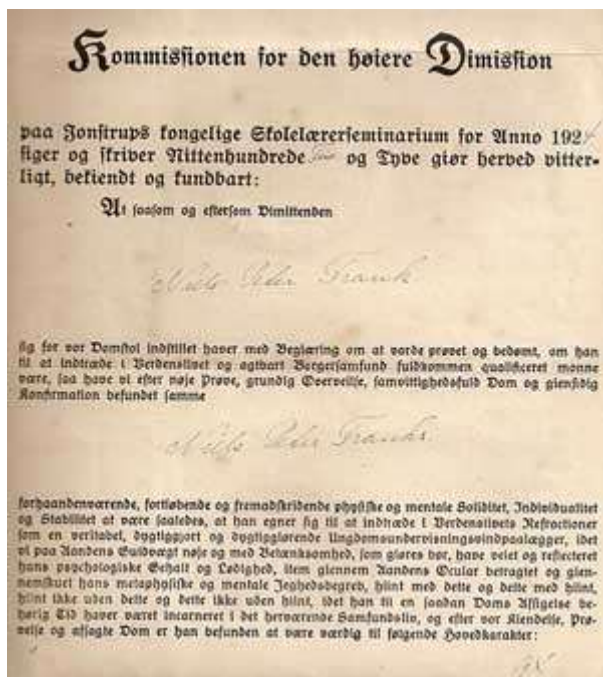 Kommissionen for den høiere Dimission
paa Jonstrups kongelige Skolelærerseminarium for Anno 1924
siger og skriver Nittenhundrede og Tyve giør herved vitter-
ligt, bekiendt og kundbart:
At saasom og eftersom Dimittenden
Niels Peter Frank
sig for vor Domstol indstillet haver med Begiæring om at vorde prøvet og bedømt, om han
til at indtræde i Verdenslivet og agtbart Borgersamfund fuldkommen qualificeret monne
være, saa have vi efter nøje Prøve, grundig Overveielse, samvittighedsfuld Dom og giensidig
Konfirmation befundet samme
Niels Peter Franks
forhaandenværende, fortløbende og fremadskridende physiske og mentale Soliditet, Individualitet
og Stabilitet at være saaledes, at han egner sig til at indtræde i Verdenslivets Refractioner
som en veritabel, dygtiggjort og dygtiggiørende Ungdomsundervisningsvindpaalægger, idet
vi paa Aandens Guldvægt nøje og med Betænksomhed, som giøres bør, have veiet og reflecteret
hans psychologiske Gehalt og Lødighed, item giennem Aandens Ocular betragtet og gien-
nemskuet hans metaphysiske og mentale Jeghedsbegreb, hiint med dette og dette med hiint,
hiint ikke uden dette og dette ikke uden hiint, idet han til en saadan Doms Afsigelse be-
hørig Tid haver været incarneret i det herværende Samfundsliv, og efter vor Kiendelse, Prø-
velse og afsagte Dom er han befunden at være værdig til følgende Hovedkarakter: